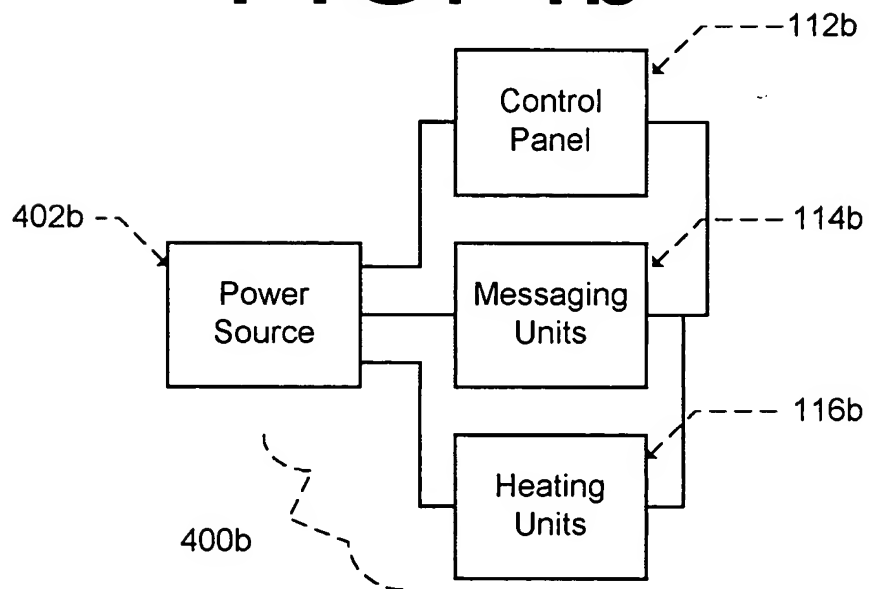 112b
Control
Panel
402b
114b
Power
Source
Messaging
Units
116b
Heating
Units
400b